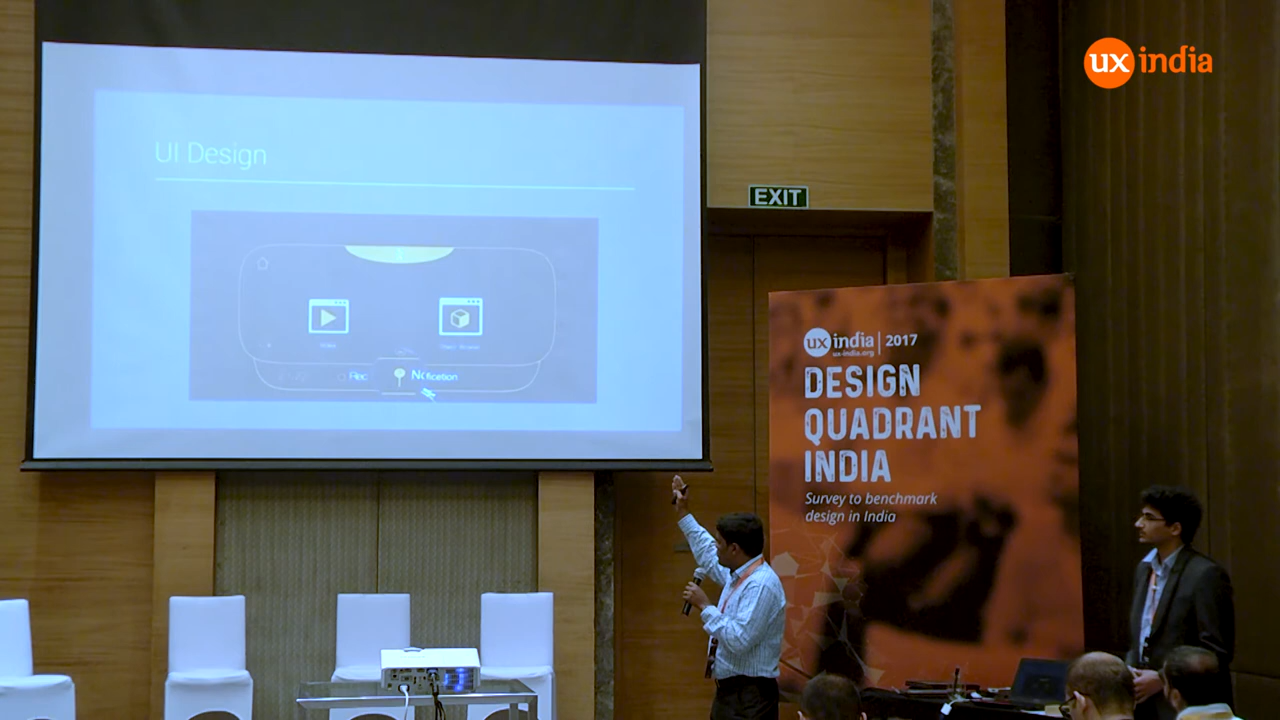 ux india
UI Design
EXIT
Notification
ux india | 2017
ux-india.org
DESIGN
QUADRANT
INDIA
Survey to benchmark
design in India